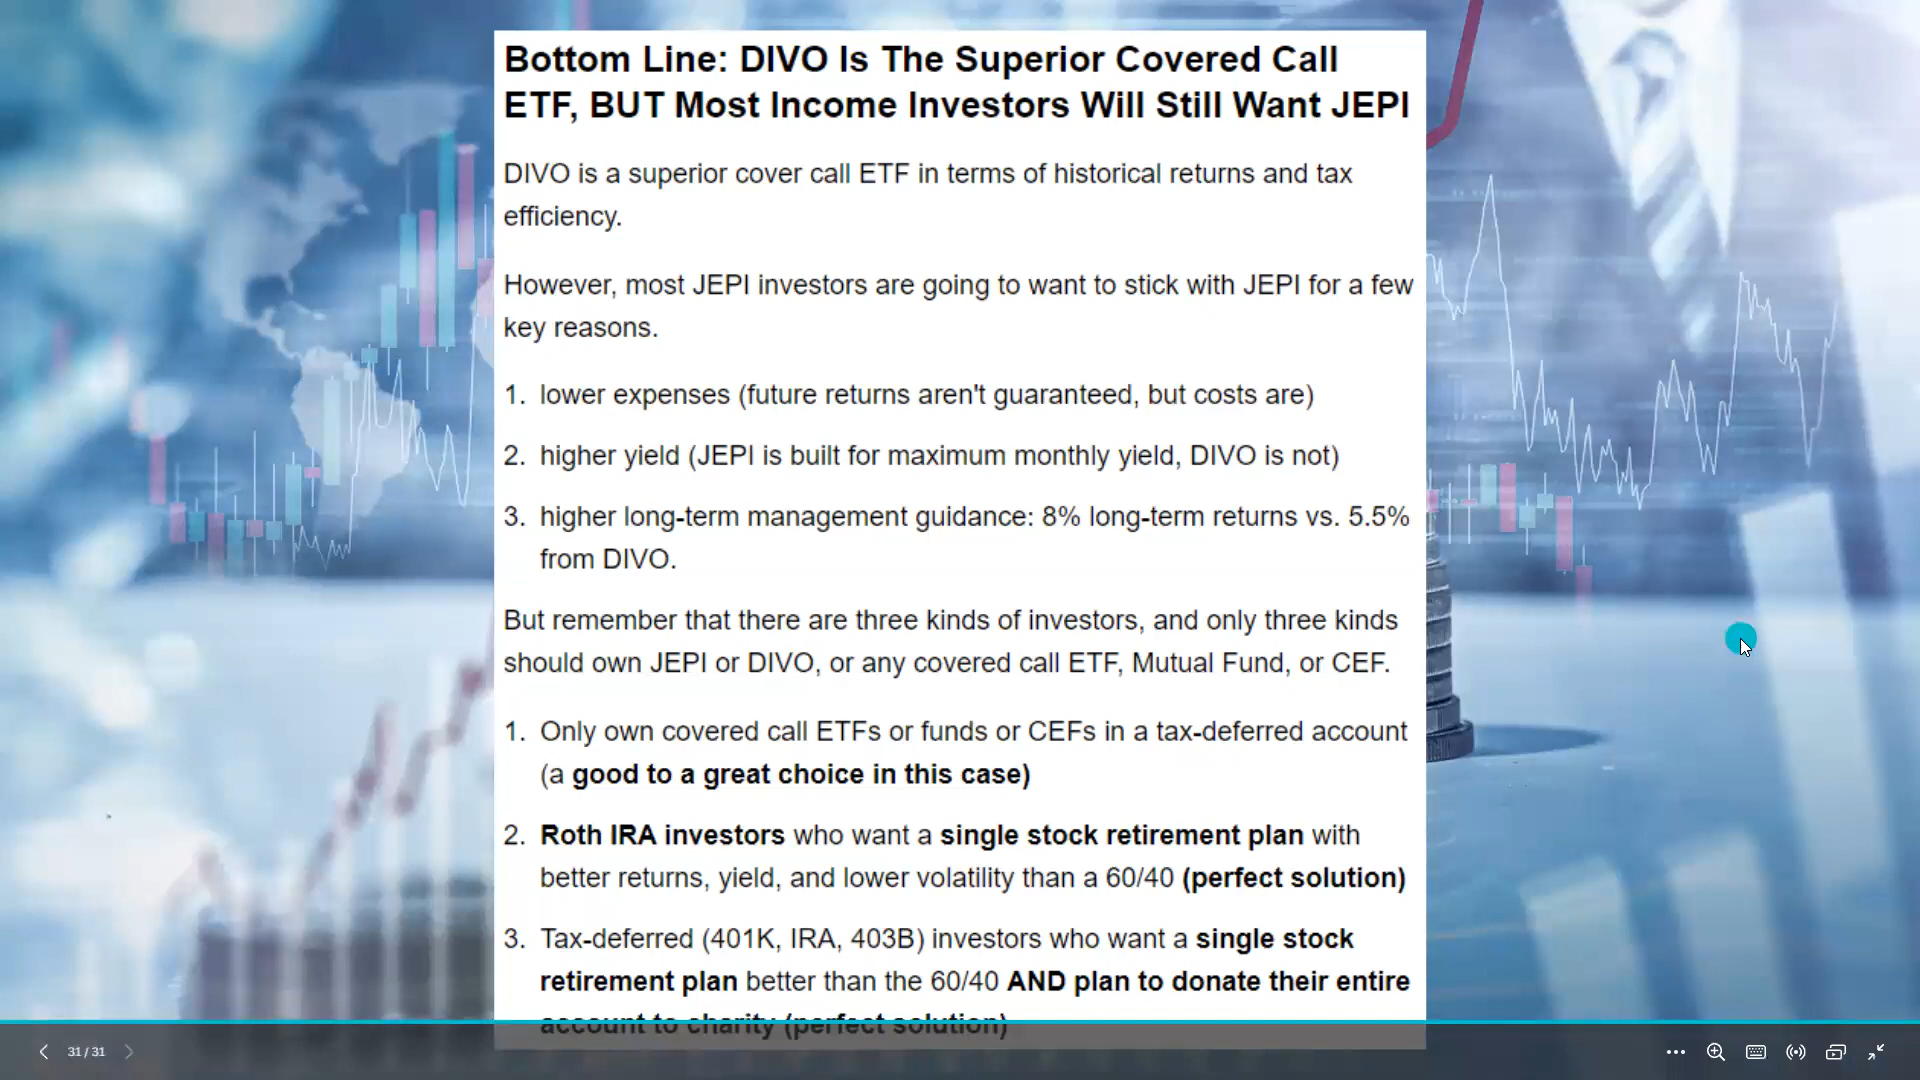 Bottom Line: DIVO Is The Superior Covered Call
ETF, BUT Most Income Investors Will Still Want JEPI
DIVO is a superior cover call ETF in terms of historical returns and tax
efficiency.
However, most JEPI investors are going to want to stick with JEPI for a few
key reasons.
1. lower expenses (future returns aren't guaranteed, but costs are)
2. higher yield (JEPI is built for maximum monthly yield, DIVO is not)
3. higher long-term management guidance: 8% long-term returns vs. 5.5%
from DIVO.
But remember that there are three kinds of investors, and only three kinds
should own JEPI or DIVO, or any covered call ETF, Mutual Fund, or CEF.
1. Only own covered call ETFs or funds or CEFs in a tax-deferred account
(a good to a great choice in this case)
2. Roth IRA investors who want a single stock retirement plan with
better returns, yield, and lower volatility than a 60/40 (perfect solution)
3. Tax-deferred (401K, IRA, 403B) investors who want a single stock
retirement plan better than the 60/40 AND plan to donate their entire
account to charity (perfect solution)
31 / 31